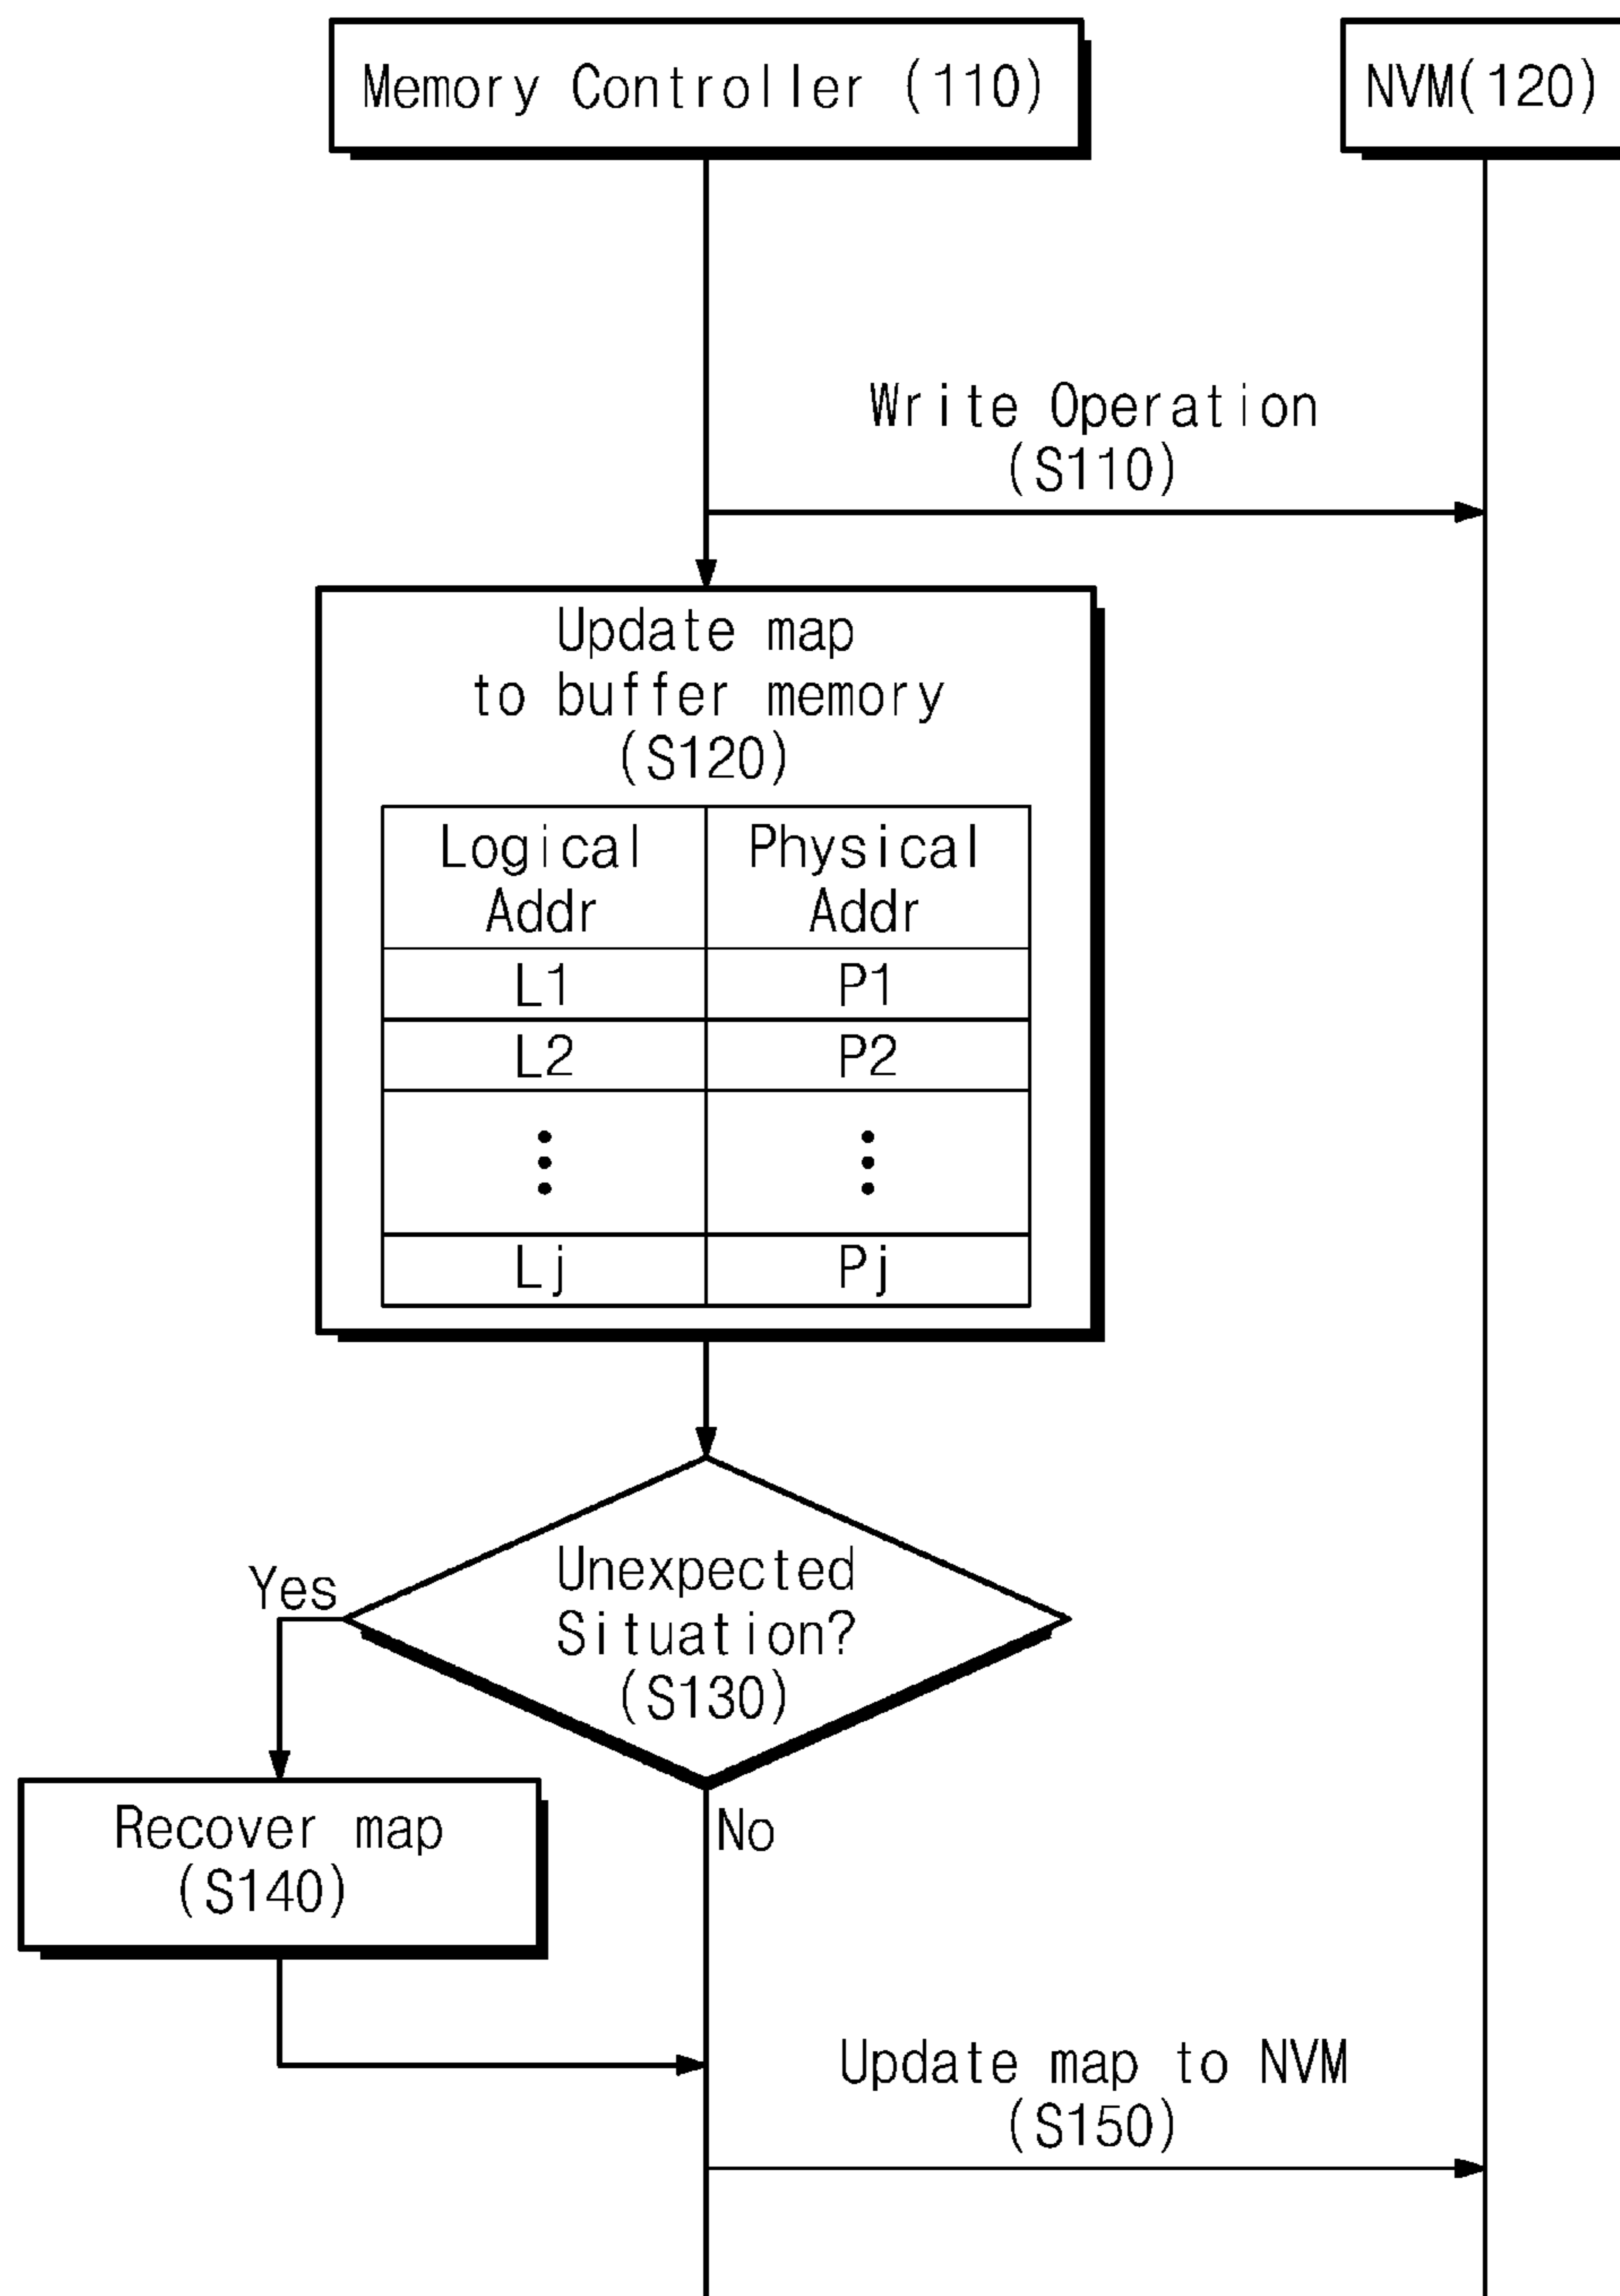 Memory Controller (110)
NVM(120)
Write Operation
(S110)
Update map
to buffer memory
(S120)
Logical Addr
Physical Addr
L1 P1
L2 P2
Lj Pj
Unexpected
Situation?
(S130)
Yes
No
Recover map
(S140)
Update map to NVM
(S150)